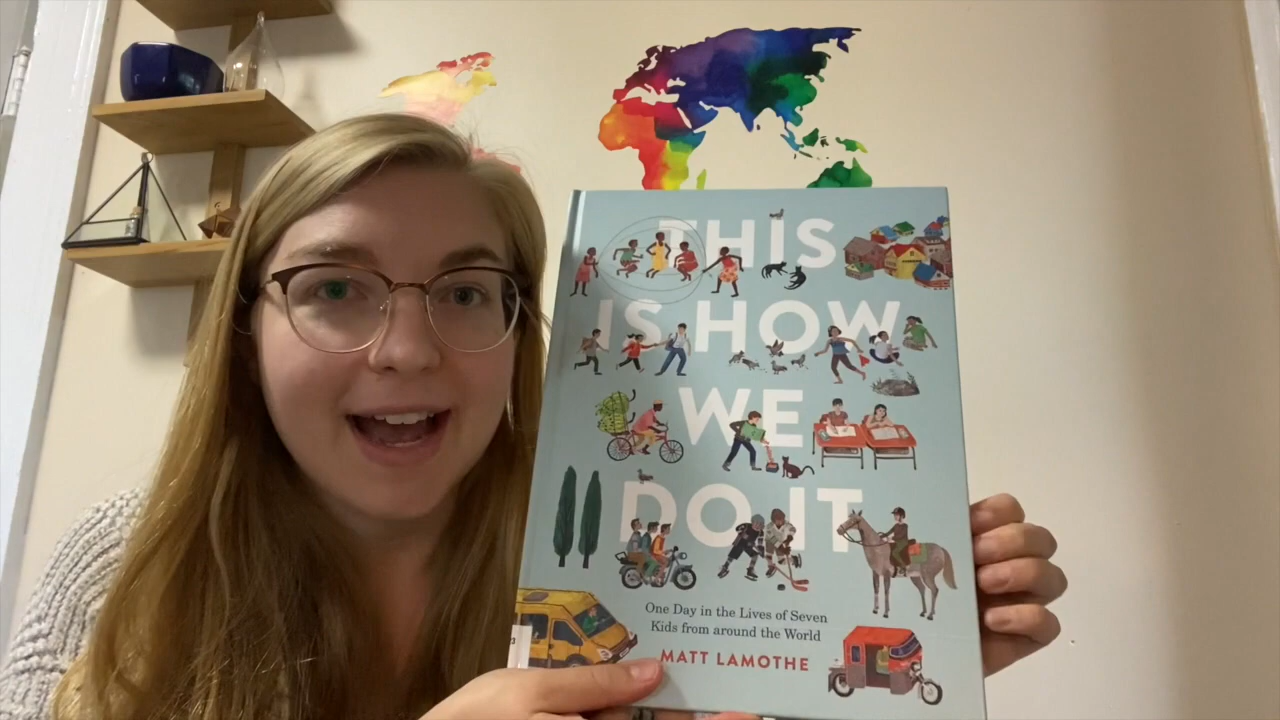 THIS
IS HOW
WE
DO IT
One Day in the Lives of Seven
Kids from around the World
MATT LAMOTHE